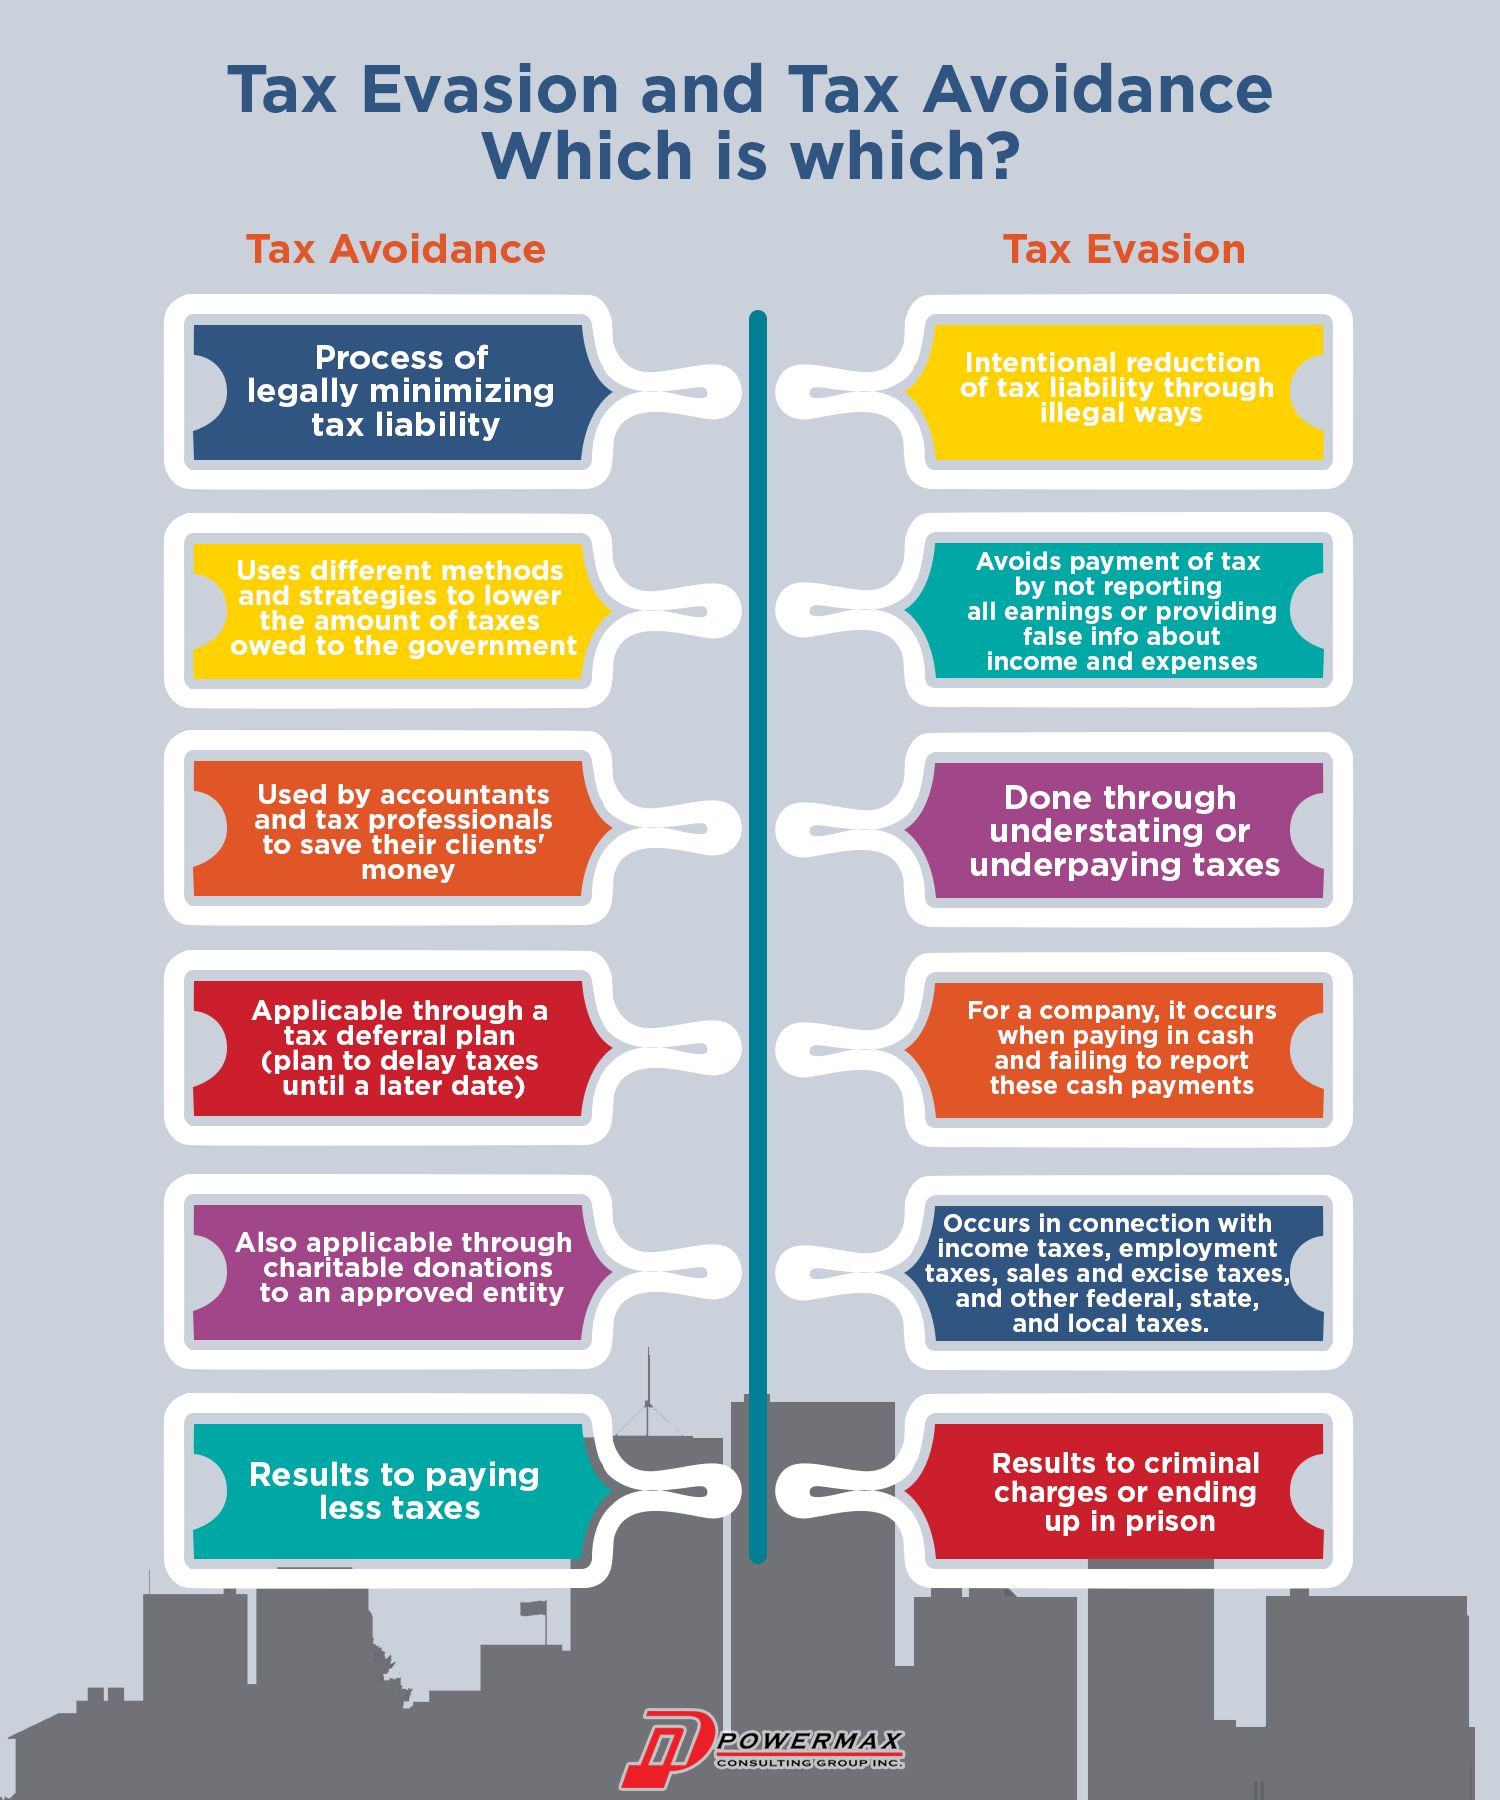 Tax Evasion and Tax Avoidance
Which is which?
Tax Avoidance
Process of
legally minimizing
tax liability
Uses different methods
and strategies to lower
the amount of taxes
owed to the government
Used by accountants
and tax professionals
to save their clients'
money
Applicable through a
tax deferral plan
(plan to delay taxes
until a later date)
Also applicable through
charitable donations
to an approved entity
Results to paying
less taxes
Tax Evasion
Intentional reduction
of tax liability through
illegal ways
Avoids payment of tax
by not reporting
all earnings or providing
false info about
income and expenses
Done through
understating or
underpaying taxes
For a company, it occurs
when paying in cash
and failing to report
these cash payments
Occurs in connection with
income taxes, employment
taxes, sales and excise taxes,
and other federal, state,
and local taxes.
Results to criminal
charges or ending
up in prison
POWERMAX
CONSULTING GROUP INC.